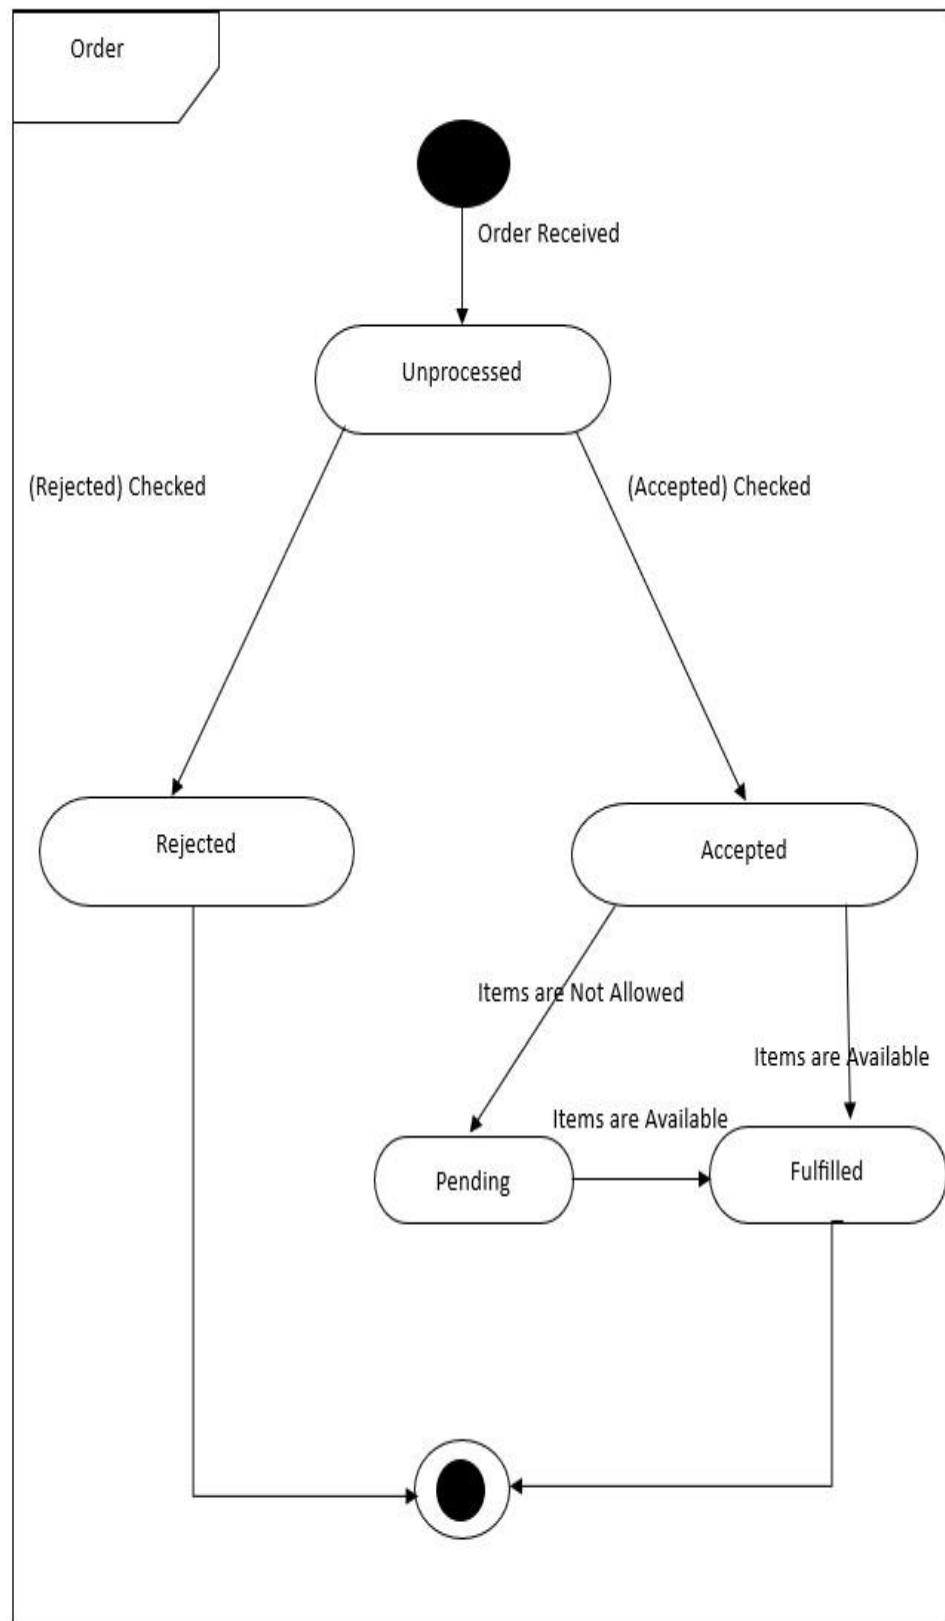 Order
Order Received
Unprocessed
(Rejected) Checked
(Accepted) Checked
Rejected
Accepted
Items are Not Allowed
Items are Available
Items are Available
Pending
Fulfilled